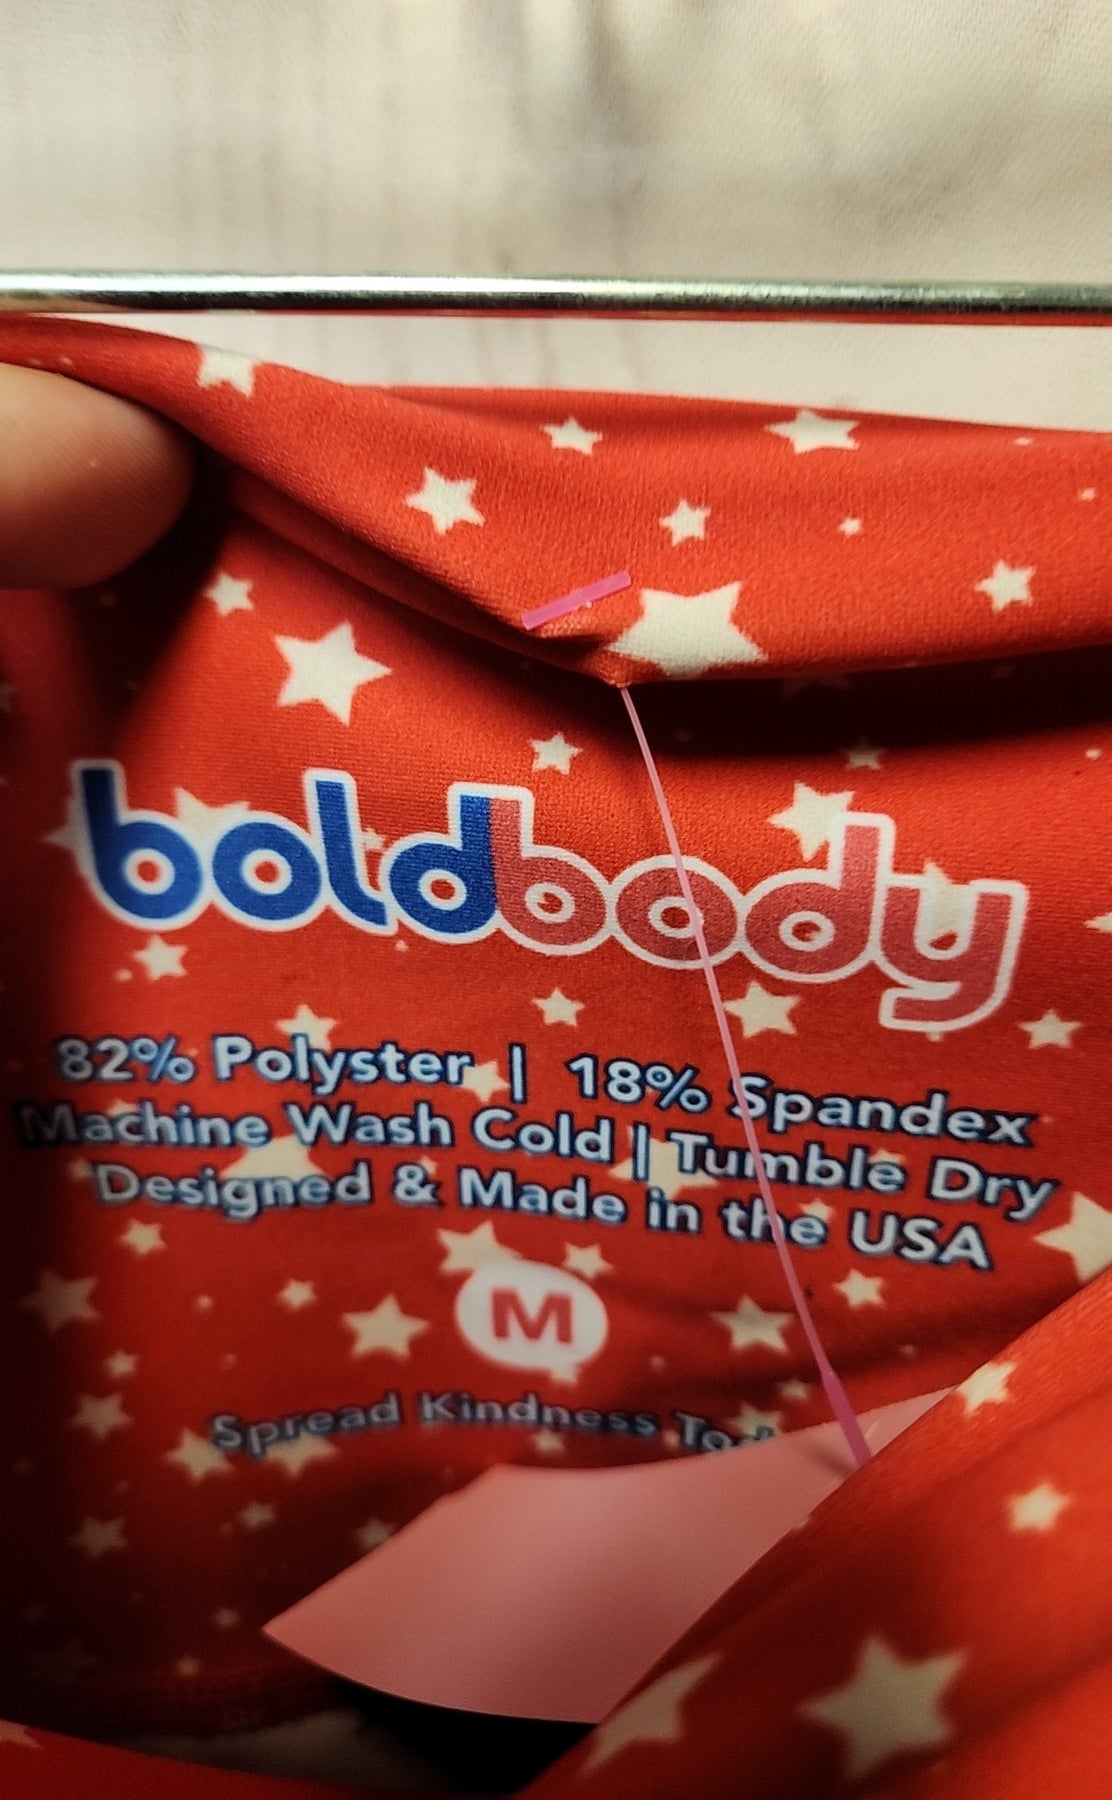 boldbody
82% Polyster | 18% Spandex
Machine Wash Cold | Tumble Dry
Designed & Made in the USA
M
Spread Kindness